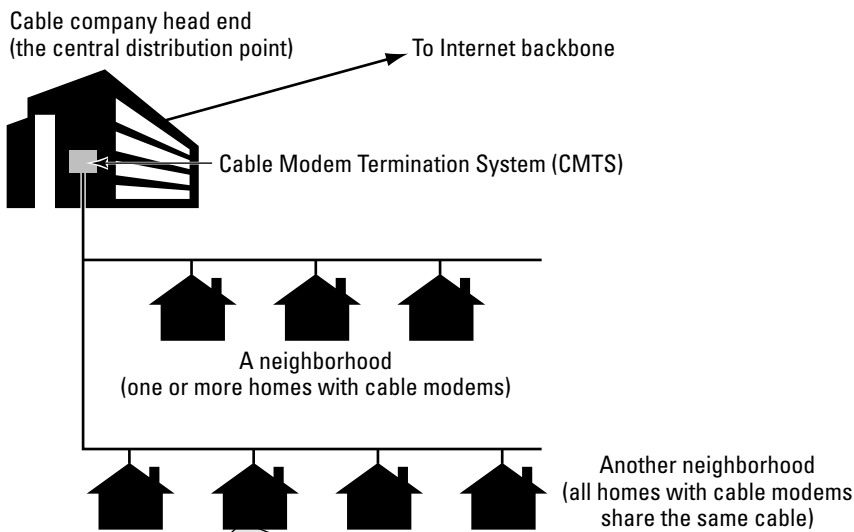 Cable company head end
(the central distribution point)
To Internet backbone
Cable Modem Termination System (CMTS)
A neighborhood
(one or more homes with cable modems)
Another neighborhood
(all homes with cable modems
share the same cable)